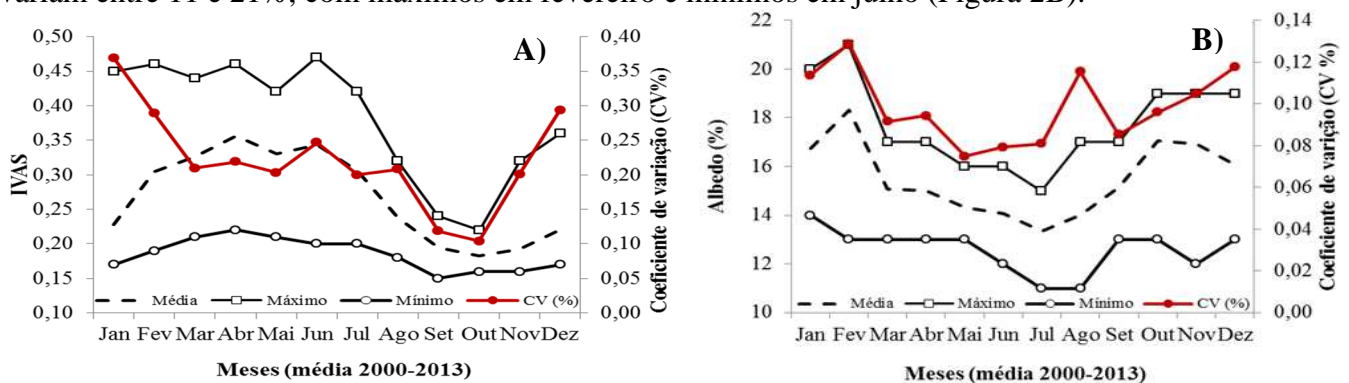 variam entre 11 e 21%, com máximos em fevereiro e mínimos em julho (Figura 2B).
A)
IVAS
0,50
0,45
0,40
0,35
0,30
0,25
0,20
0,15
0,10
0,40
0,35
0,30
0,25
0,20
0,15
0,10
0,05
0,00
Coeficiente de variação (CV%)
Média Máximo Mínimo CV (%)
Jan Fev Mar Abr Mai Jun Jul Ago Set Out Nov Dez
Meses (média 2000-2013)
B)
Albedo (%)
22
20
18
16
14
12
10
0,14
0,12
0,10
0,08
0,06
0,04
0,02
0,00
Coeficiente de varição (CV %)
Média Máximo Mínimo CV (%)
Jan Fev Mar Abr Mai Jun Jul Ago Set Out Nov Dez
Meses (média 2000-2013)